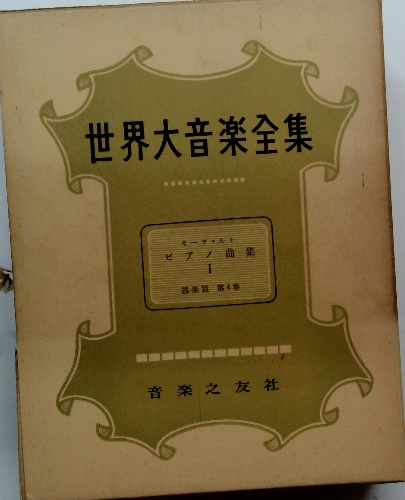 世界大音楽全集
モーツァルト
ピアノ曲集
I
器楽篇 第4巻
音楽之友社